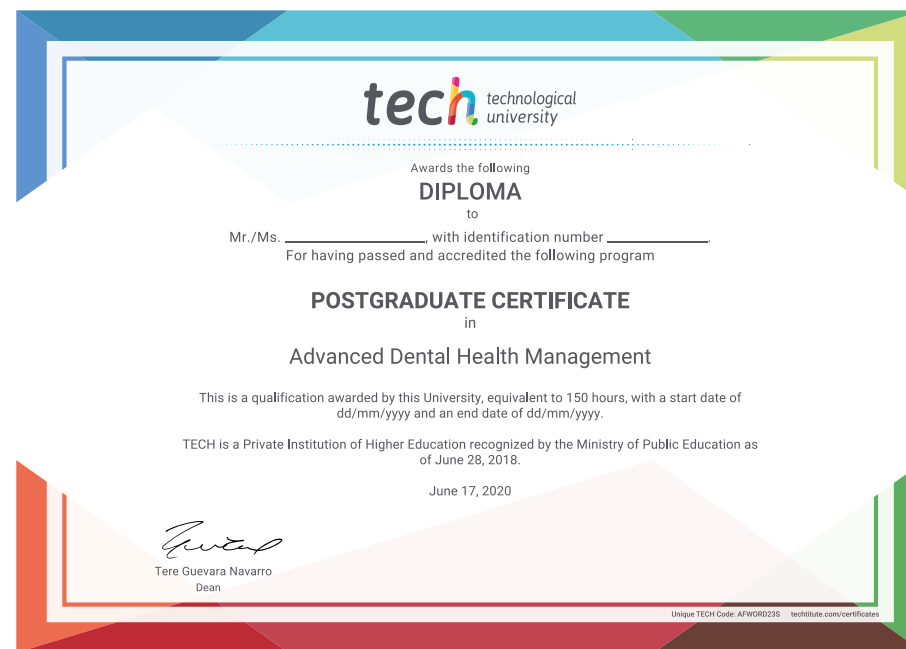 tech technological
university
Awards the following
DIPLOMA
to
Mr./Ms. ____________________, with identification number ______________.
For having passed and accredited the following program
POSTGRADUATE CERTIFICATE
in
Advanced Dental Health Management
This is a qualification awarded by this University, equivalent to 150 hours, with a start date of
dd/mm/yyyy and an end date of dd/mm/yyyy.
TECH is a Private Institution of Higher Education recognized by the Ministry of Public Education as
of June 28, 2018.
June 17, 2020
Tere Guevara Navarro
Dean
Unique TECH Code: AFWORD23S techtitute.com/certificates